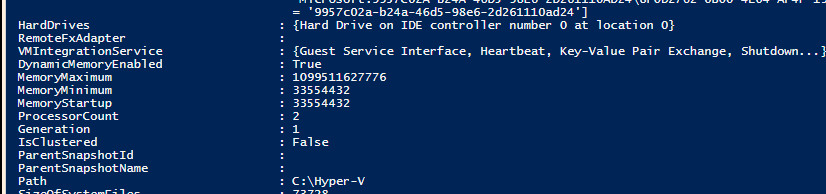 = '9957c02a-b24a-46d5-98e6-2d261110ad24']
HardDrives : {Hard Drive on IDE controller number 0 at location 0}
RemoteFxAdapter :
VMIntegrationService : {Guest Service Interface, Heartbeat, Key-Value Pair Exchange, Shutdown...}
DynamicMemoryEnabled : True
MemoryMaximum : 1099511627776
MemoryMinimum : 33554432
MemoryStartup : 33554432
ProcessorCount : 2
Generation : 1
IsClustered : False
ParentSnapshotId :
ParentSnapshotName :
Path : C:\Hyper-V
SizeOfSystemFiles : 73728